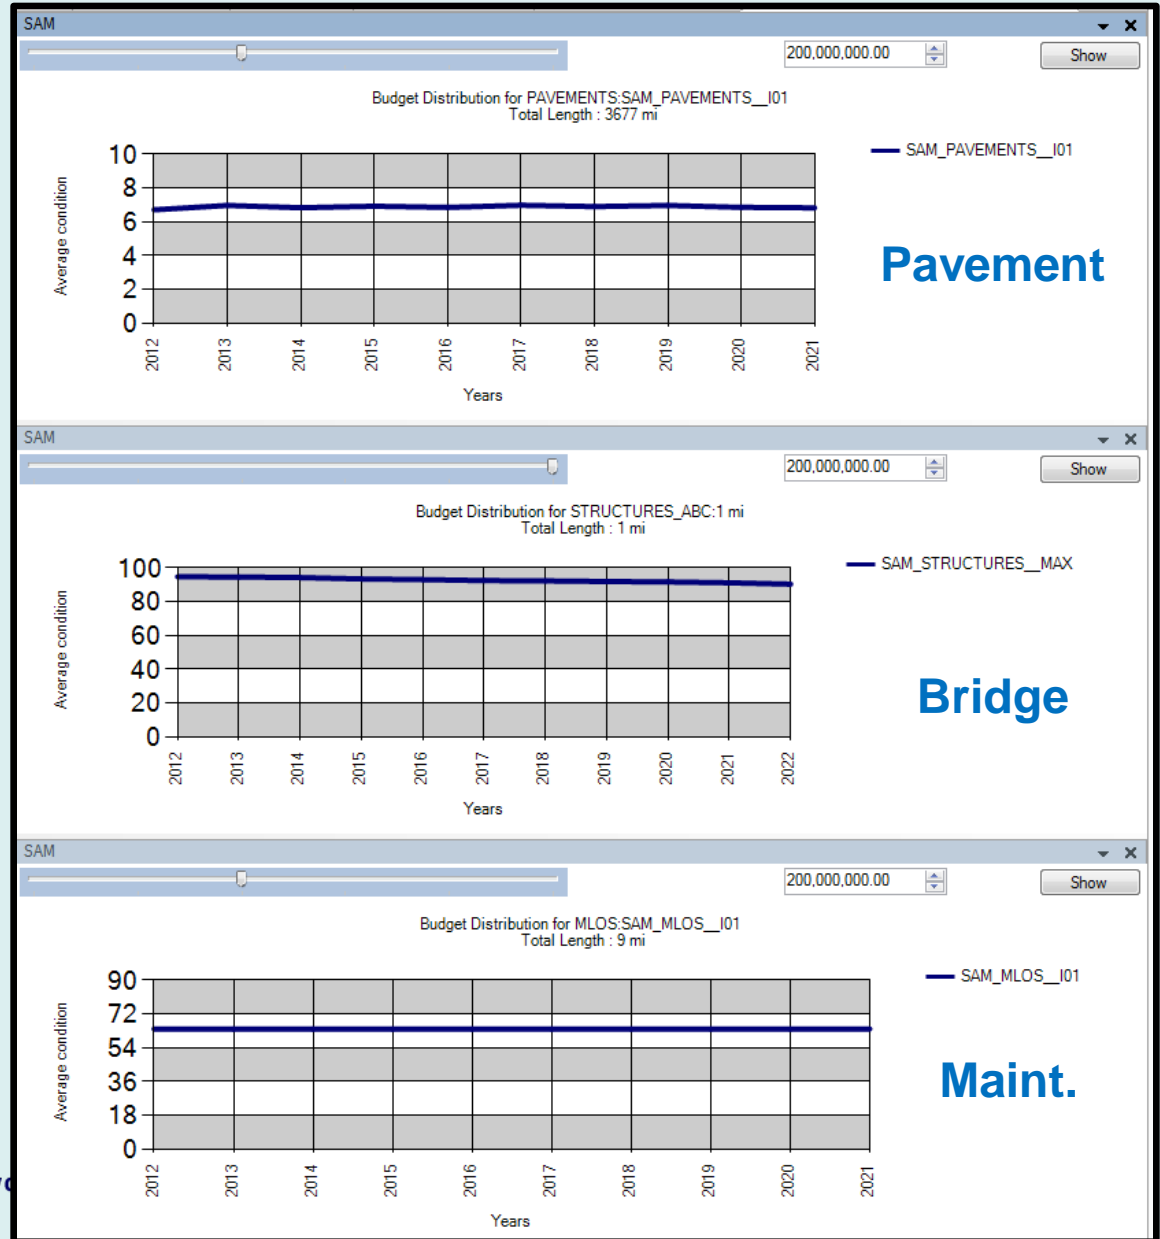 SAM
200,000,000.00
Show
Budget Distribution for PAVEMENTS:SAM_PAVEMENTS__I01
Total Length : 3677 mi
SAM_PAVEMENTS__I01
10
8
6
4
2
0
Average condition
2012 2013 2014 2015 2016 2017 2018 2019 2020 2021
Years
Pavement
SAM
200,000,000.00
Show
Budget Distribution for STRUCTURES_ABC:1 mi
Total Length : 1 mi
SAM_STRUCTURES__MAX
100
80
60
40
20
0
Average condition
2012 2013 2014 2015 2016 2017 2018 2019 2020 2021 2022
Years
Bridge
SAM
200,000,000.00
Show
Budget Distribution for MLOS:SAM_MLOS__I01
Total Length : 9 mi
SAM_MLOS__I01
90
72
54
36
18
0
Average condition
2012 2013 2014 2015 2016 2017 2018 2019 2020 2021
Years
Maint.